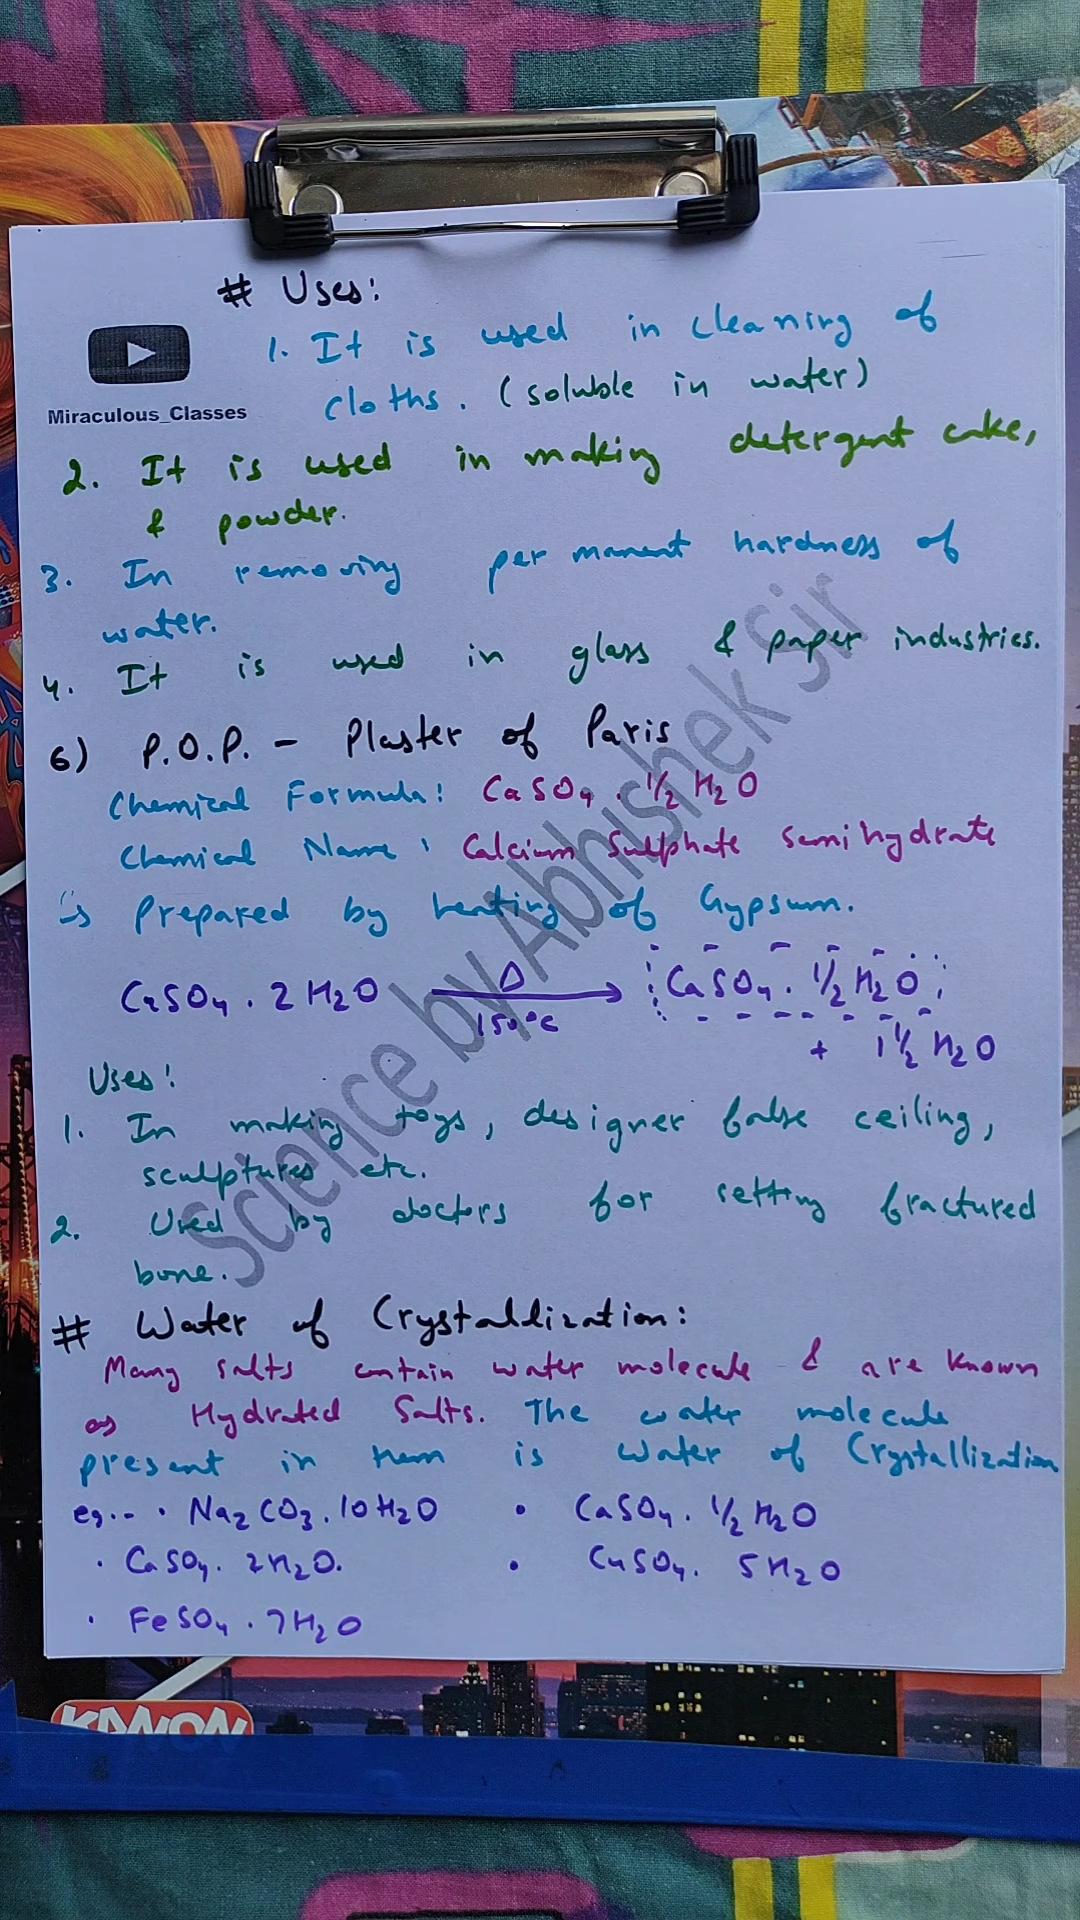 # Uses:
1. It is used in cleaning of
cloths. (soluble in water)
Miraculous_Classes
2. It is used in making detergent cake,
& powder.
3. In removing permanent hardness of
water.
4. It is used in glass & paper industries.
6) P.O.P. - Plaster of Paris
Chemical Formula: CaSO₄ . ½ H₂O
Chemical Name: Calcium Sulphate semihydrate
is Prepared by heating of Gypsum.
CaSO₄ . 2H₂O —Δ 150°C→ CaSO₄ . ½ H₂O
+ 1½ H₂O
Uses:
1. In making toys, designer false ceiling,
sculptures etc.
2. Used by doctors for setting fractured
bone.
# Water of Crystallization:
Many salts contain water molecule & are known
as Hydrated Salts. The water molecule
present in them is water of Crystallization
eg.-- . Na₂CO₃ . 10H₂O • CaSO₄ . ½ H₂O
. CaSO₄ . 2H₂O. • CuSO₄ . 5H₂O
. FeSO₄ . 7H₂O
Science by Abhishek Sir